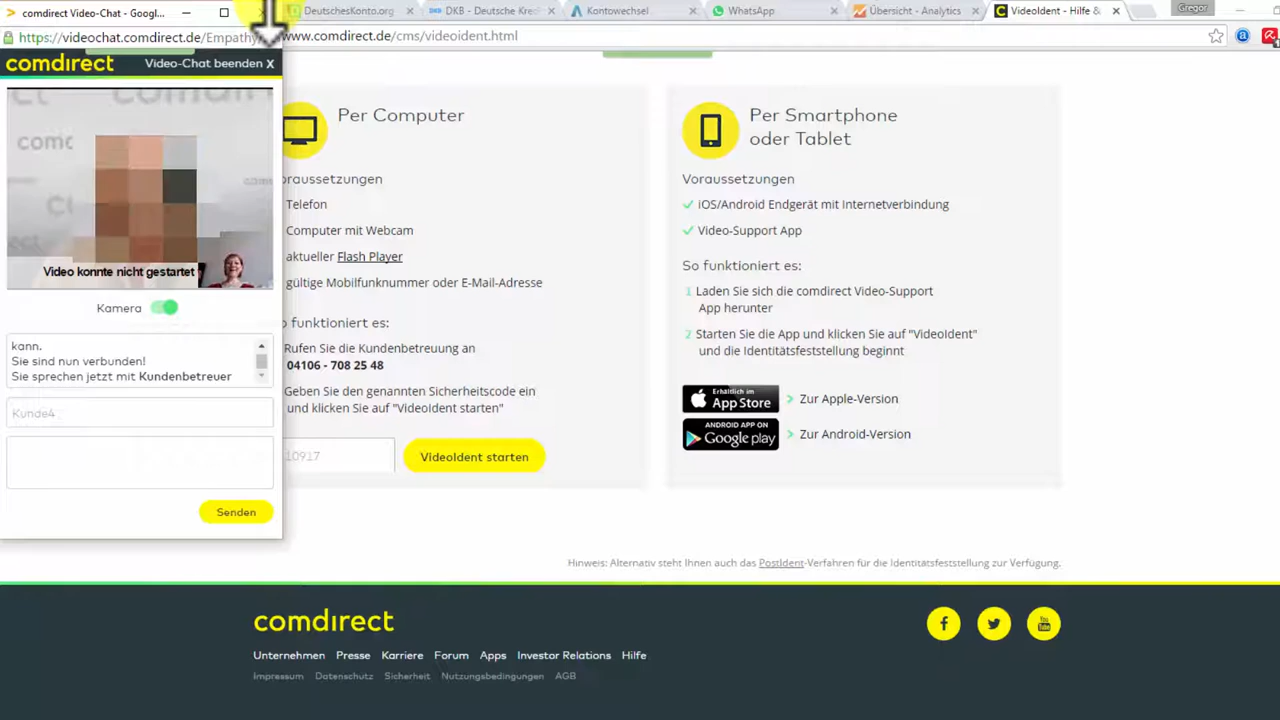 comdirect Video-Chat - Googl...
DeutschesKonto.org
DKB - Deutsche Kre
Kontowechsel
WhatsApp
Übersicht - Analytics
VideoIdent - Hilfe &
Gregor
https://videochat.comdirect.de/Empathy
www.comdirect.de/cms/videoident.html
comdirect
Video-Chat beenden X
Video konnte nicht gestartet
Kamera
kann.
Sie sind nun verbunden!
Sie sprechen jetzt mit Kundenbetreuer
Kunde4
Senden
Per Computer
oraussetzungen
Telefon
Computer mit Webcam
aktueller Flash Player
gültige Mobilfunknummer oder E-Mail-Adresse
o funktioniert es:
Rufen Sie die Kundenbetreuung an
04106 - 708 25 48
Geben Sie den genannten Sicherheitscode ein
und klicken Sie auf "VideoIdent starten"
10917
VideoIdent starten
Per Smartphone
oder Tablet
Voraussetzungen
iOS/Android Endgerät mit Internetverbindung
Video-Support App
So funktioniert es:
1 Laden Sie sich die comdirect Video-Support
App herunter
2 Starten Sie die App und klicken Sie auf "VideoIdent"
und die Identitätsfeststellung beginnt
Erhältlich im
App Store
Zur Apple-Version
ANDROID APP ON
Google play
Zur Android-Version
Hinweis: Alternativ steht Ihnen auch das PostIdent-Verfahren für die Identitätsfeststellung zur Verfügung.
comdirect
Unternehmen Presse Karriere Forum Apps Investor Relations Hilfe
Impressum Datenschutz Sicherheit Nutzungsbedingungen AGB